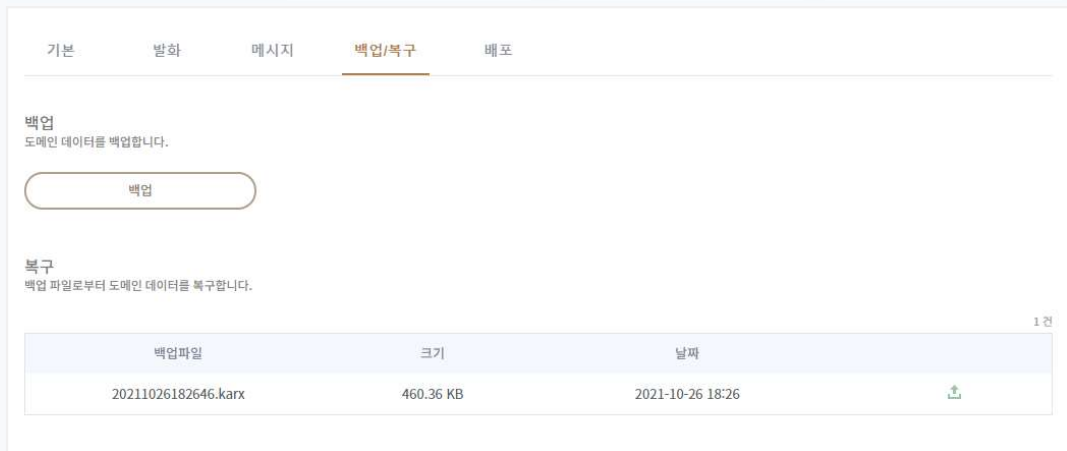 기본 발화 메시지 백업/복구 배포
백업
도메인 데이터를 백업합니다.
백업
복구
백업 파일로부터 도메인 데이터를 복구합니다.
1 건
백업파일 크기 날짜
20211026182646.karx 460.36 KB 2021-10-26 18:26